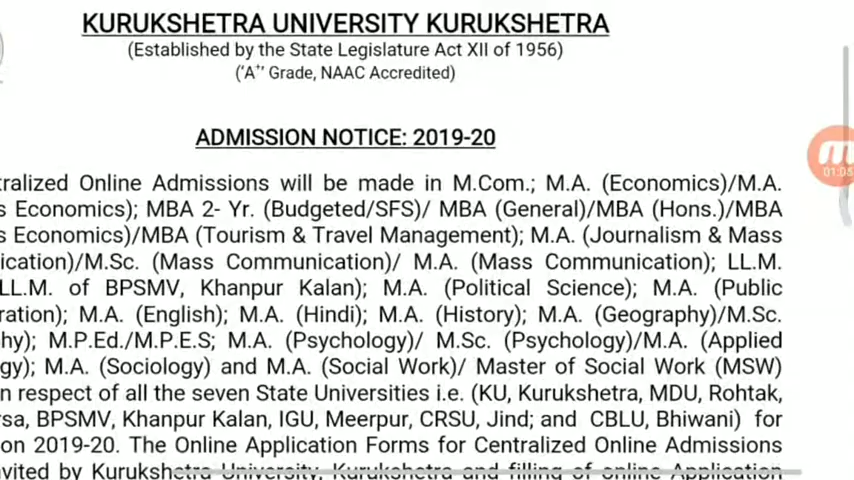 KURUKSHETRA UNIVERSITY KURUKSHETRA
(Established by the State Legislature Act XII of 1956)
('A+' Grade, NAAC Accredited)
ADMISSION NOTICE: 2019-20
tralized Online Admissions will be made in M.Com.; M.A. (Economics)/M.A.
s Economics); MBA 2- Yr. (Budgeted/SFS)/ MBA (General)/MBA (Hons.)/MBA
s Economics)/MBA (Tourism & Travel Management); M.A. (Journalism & Mass
ication)/M.Sc. (Mass Communication)/ M.A. (Mass Communication); LL.M.
LL.M. of BPSMV, Khanpur Kalan); M.A. (Political Science); M.A. (Public
ration); M.A. (English); M.A. (Hindi); M.A. (History); M.A. (Geography)/M.Sc.
hy); M.P.Ed./M.P.E.S; M.A. (Psychology)/ M.Sc. (Psychology)/M.A. (Applied
gy); M.A. (Sociology) and M.A. (Social Work)/ Master of Social Work (MSW)
n respect of all the seven State Universities i.e. (KU, Kurukshetra, MDU, Rohtak,
rsa, BPSMV, Khanpur Kalan, IGU, Meerpur, CRSU, Jind; and CBLU, Bhiwani) for
on 2019-20. The Online Application Forms for Centralized Online Admissions
nvited by Kurukshetra University, Kurukshetra and filling of online Application
01:05